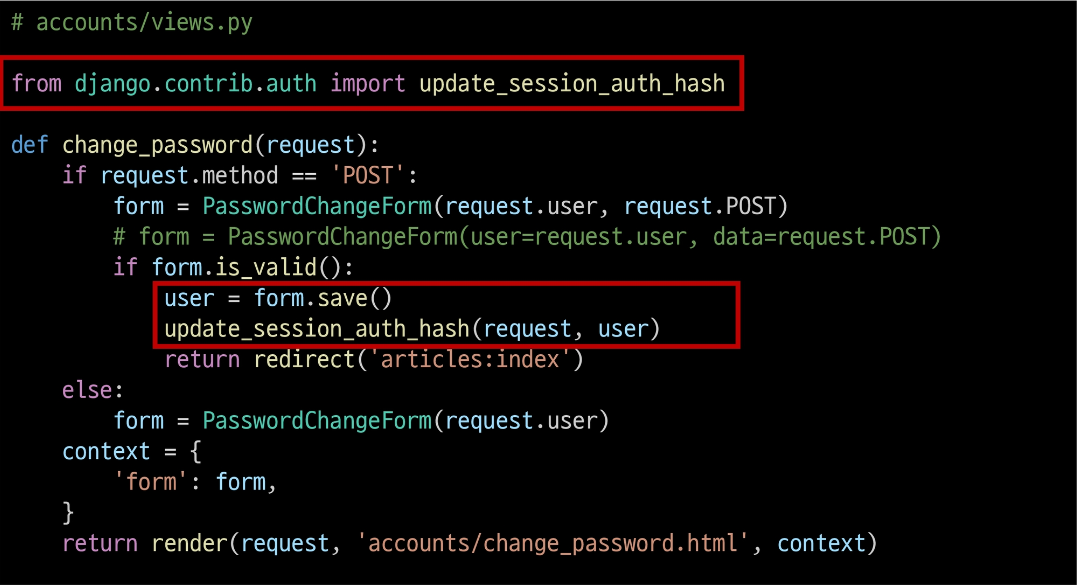 # accounts/views.py
from django.contrib.auth import update_session_auth_hash
def change_password(request):
    if request.method == 'POST':
        form = PasswordChangeForm(request.user, request.POST)
        # form = PasswordChangeForm(user=request.user, data=request.POST)
        if form.is_valid():
            user = form.save()
            update_session_auth_hash(request, user)
            return redirect('articles:index')
    else:
        form = PasswordChangeForm(request.user)
    context = {
        'form': form,
    }
    return render(request, 'accounts/change_password.html', context)